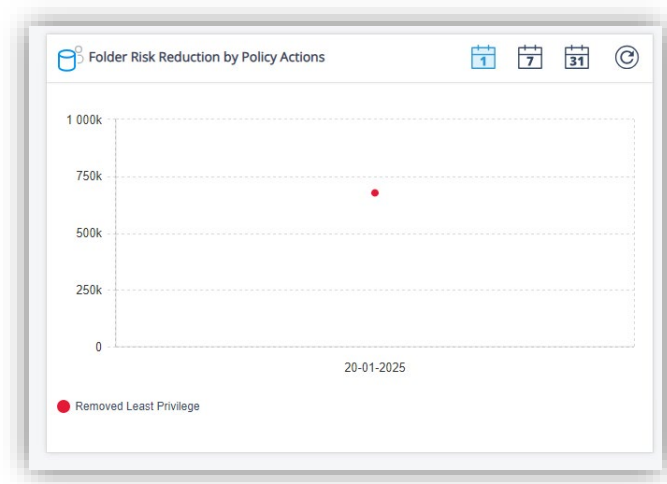 Folder Risk Reduction by Policy Actions
1 7 31
1 000k
750k
500k
250k
0
20-01-2025
Removed Least Privilege